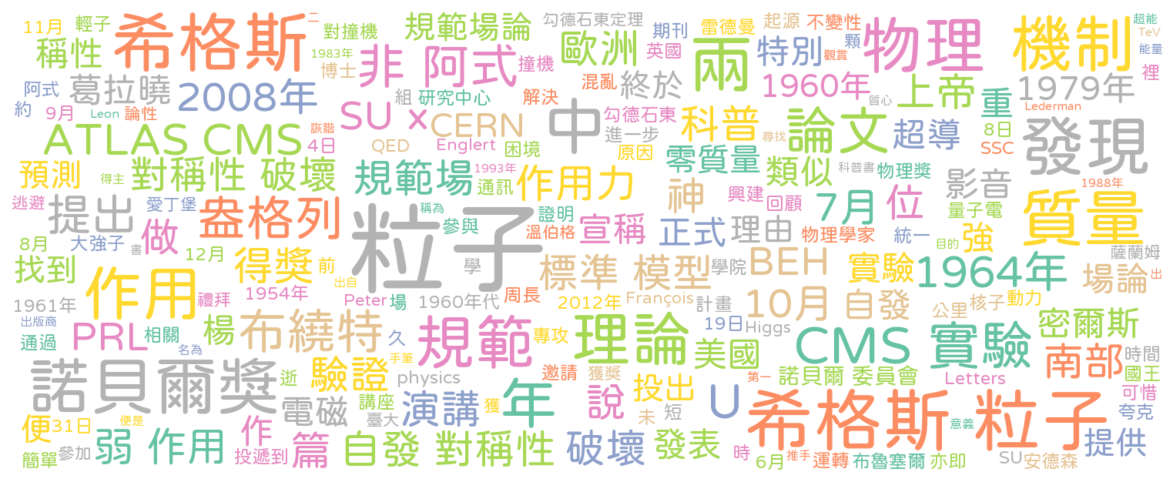 11月 輕子 希格斯 二 對撞機 規範場論 勾德石東定理 期刊 雷德曼 起源 不變性 物理 機制 超能
稱性 1983年 博士 非 阿式 撞機 歐洲 英國 兩 特別 顆 觀賞 TeV 能量
阿式 葛拉曉 2008年 組 研究中心 解決 混亂 終於 質心 1960年 上帝 重 1979年 裡
約 9月 Leon 論性 詼諧 SU x CERN 中 勾德石東 科普 論文 超導 8日 Lederman
ATLAS CMS 4日 QED Englert 困境 進一步 原因 尋找 SSC 發現
預測 得主 對稱性 破壞 規範場 1993年 通訊 作用力 零質量 類似 科普書 物理獎 影音 1988年
逃避 提出 愛丁堡 盎格列 稱為 參與 粒子 證明 神 興建 回顧 7月 位 量子電 質量
8月 大強子 書 做 溫伯格 宣稱 正式 理由 物理學家 統一 目的 強
找到 12月 得獎 前 出自 學 標準 模型 學院 BEH 實驗 1964年 薩蘭姆 場論 出
1961年 作用 禮拜 1954年 Peter 場 1960年代 周長 2012年 François 計畫 10月 自發 公里 核子 動力
出版商 通過 PRL 相關 楊 布繞特 久 規範 專攻 理論 19日 Higgs CMS 實驗 密爾斯
名為 手筆 美國 南部 時間
諾貝爾獎 逝 驗證 physics 邀請 獲獎 投出 第一 諾貝爾 委員會 Letters 國王 可惜
電磁 講座 臺大 演講 獲 年 說 未 短 U 希格斯 粒子 意義 夸克
便 31日 便是 作 破壞 發表 提供
簡單 參加 弱 作用 投遞到 篇 自發 對稱性 時 6月 推手 運轉 布魯塞爾 亦即 SU 安德森